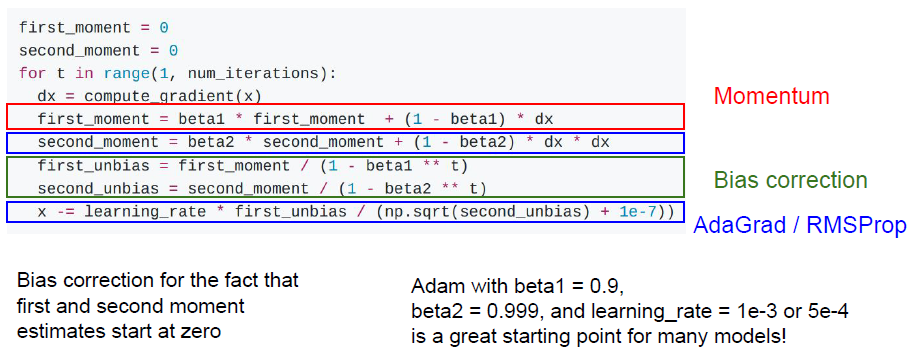 first_moment = 0
second_moment = 0
for t in range(1, num_iterations):
  dx = compute_gradient(x)
  first_moment = beta1 * first_moment  + (1 - beta1) * dx
  second_moment = beta2 * second_moment + (1 - beta2) * dx * dx
  first_unbias = first_moment / (1 - beta1 ** t)
  second_unbias = second_moment / (1 - beta2 ** t)
  x -= learning_rate * first_unbias / (np.sqrt(second_unbias) + 1e-7))
Momentum
Bias correction
AdaGrad / RMSProp
Bias correction for the fact that
first and second moment
estimates start at zero
Adam with beta1 = 0.9,
beta2 = 0.999, and learning_rate = 1e-3 or 5e-4
is a great starting point for many models!